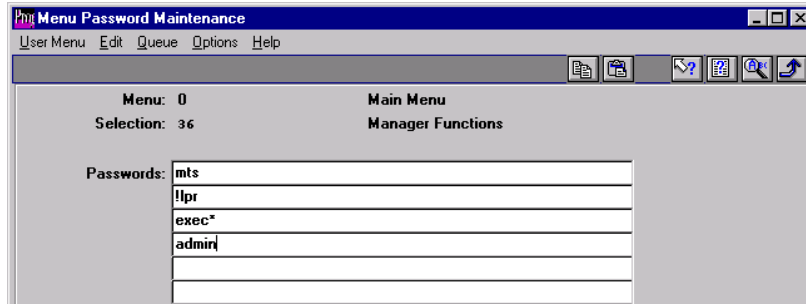 Menu Password Maintenance
User Menu Edit Queue Options Help
Menu: 0 Main Menu
Selection: 36 Manager Functions
Passwords: mts
!lpr
exec*
admin